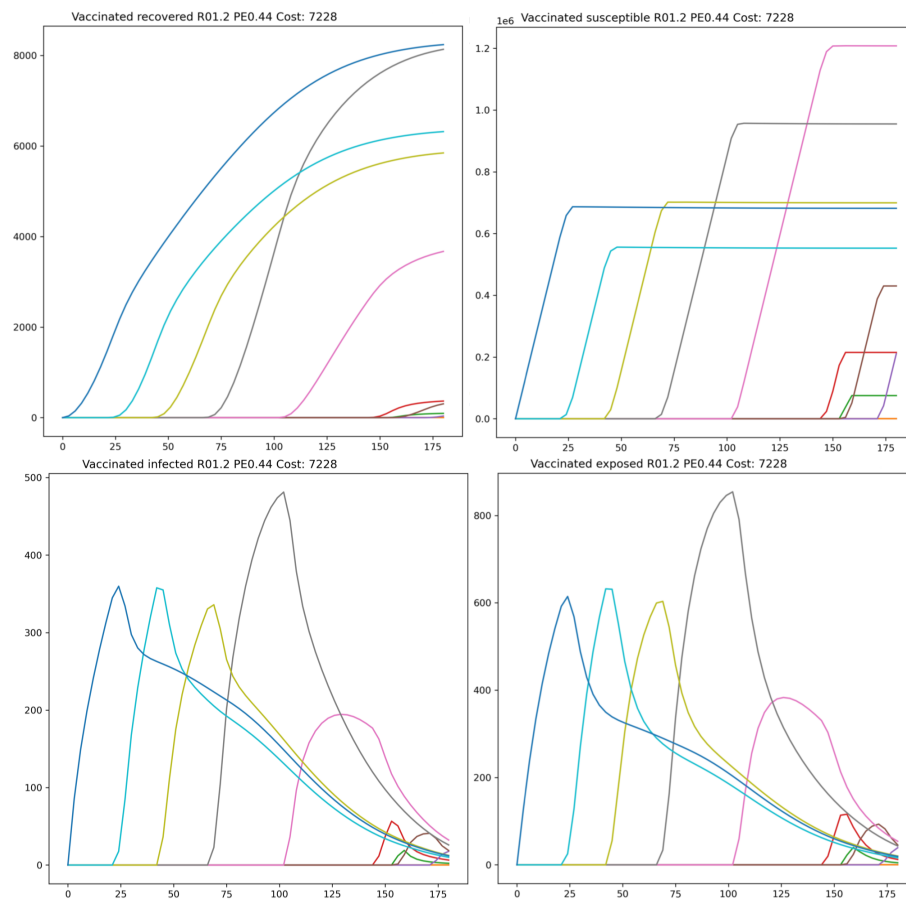 Vaccinated recovered R01.2 PE0.44 Cost: 7228
8000
6000
4000
2000
0
0 25 50 75 100 125 150 175
Vaccinated susceptible R01.2 PE0.44 Cost: 7228
1e6
1.2
1.0
0.8
0.6
0.4
0.2
0.0
0 25 50 75 100 125 150 175
Vaccinated infected R01.2 PE0.44 Cost: 7228
500
400
300
200
100
0
0 25 50 75 100 125 150 175
Vaccinated exposed R01.2 PE0.44 Cost: 7228
800
600
400
200
0
0 25 50 75 100 125 150 175